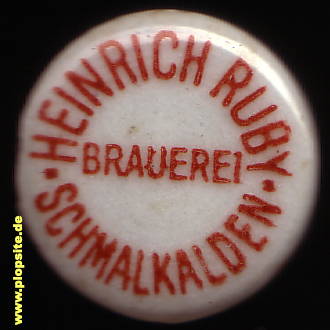 HEINRICH RUBY
BRAUEREI
* SCHMALKALDEN *
www.plopsite.de ©